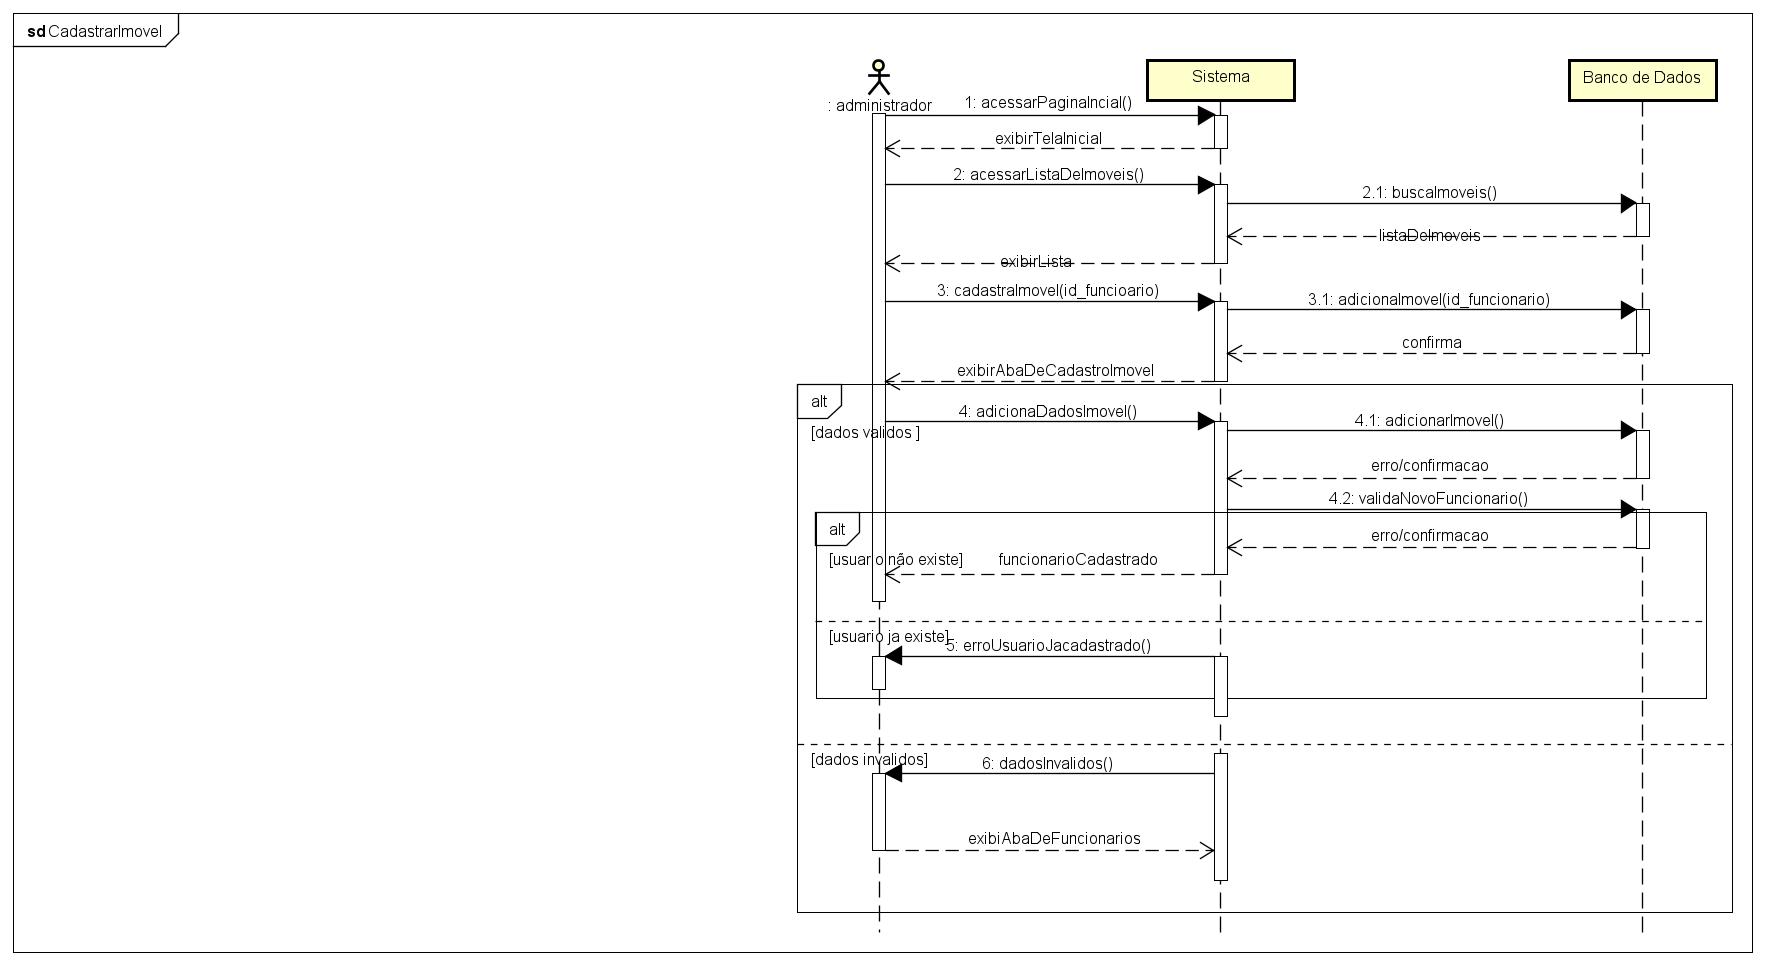 sd CadastrarImovel
: administrador
Sistema
Banco de Dados
1: acessarPaginaIncial()
exibirTelaInicial
2: acessarListaDeImoveis()
2.1: buscaImoveis()
listaDeImoveis
exibirLista
3: cadastraImovel(id_funcioario)
3.1: adicionaImovel(id_funcionario)
confirma
exibirAbaDeCadastroImovel
alt
4: adicionaDadosImovel()
4.1: adicionarImovel()
[dados validos ]
erro/confirmacao
4.2: validaNovoFuncionario()
alt
erro/confirmacao
[usuario não existe]
funcionarioCadastrado
[usuario ja existe]
5: erroUsuarioJacadastrado()
[dados invalidos]
6: dadosInvalidos()
exibiAbaDeFuncionarios